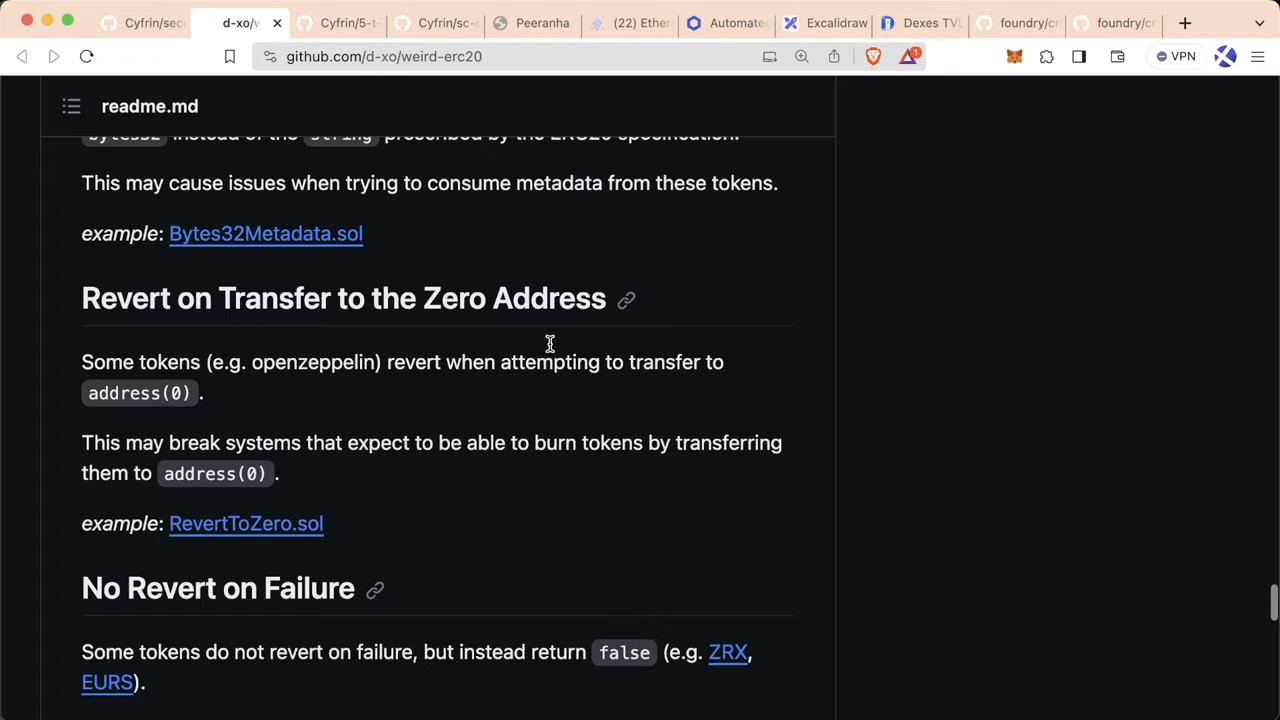 Cyfrin/sec
d-xo/w
Cyfrin/5-t-
Cyfrin/sc-
Peeranha
(22) Ether
Automated
Excalidraw
Dexes TVL
foundry/cr
foundry/cr
github.com/d-xo/weird-erc20
1
VPN
readme.md
bytes32 instead of the string prescribed by the ERC20 specification.
This may cause issues when trying to consume metadata from these tokens.
example: Bytes32Metadata.sol
Revert on Transfer to the Zero Address
Some tokens (e.g. openzeppelin) revert when attempting to transfer to
address(0).
This may break systems that expect to be able to burn tokens by transferring
them to address(0).
example: RevertToZero.sol
No Revert on Failure
Some tokens do not revert on failure, but instead return false (e.g. ZRX,
EURS).